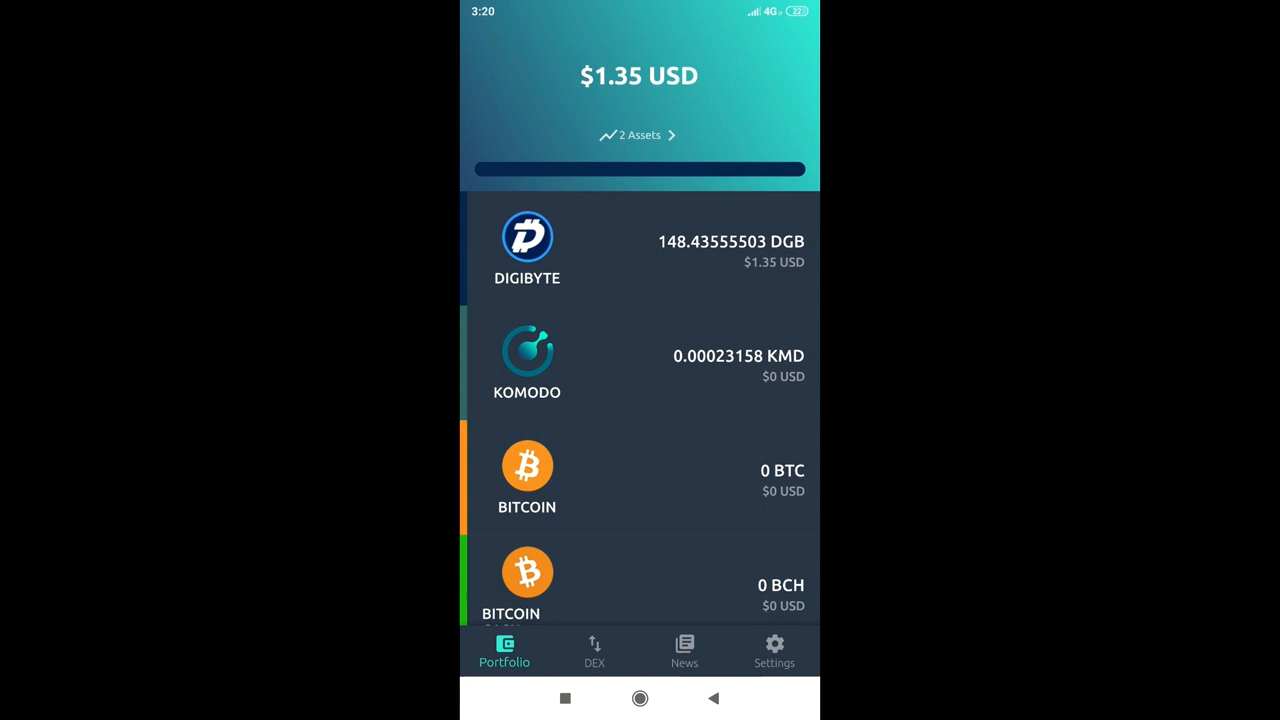 3:20
4G
22
$1.35 USD
2 Assets
148.43555503 DGB
$1.35 USD
DIGIBYTE
0.00023158 KMD
$0 USD
KOMODO
0 BTC
$0 USD
BITCOIN
0 BCH
$0 USD
BITCOIN
Portfolio
DEX
News
Settings